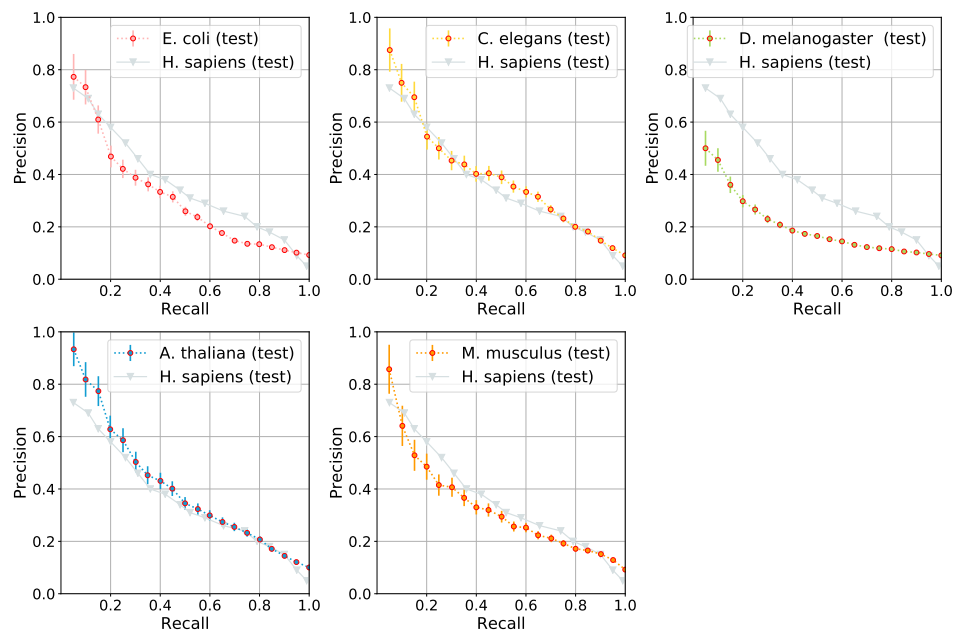 1.0
0.8
0.6
0.4
0.2
0.0
Precision
0.2 0.4 0.6 0.8 1.0
Recall
E. coli (test)
H. sapiens (test)
1.0
0.8
0.6
0.4
0.2
0.0
Precision
0.2 0.4 0.6 0.8 1.0
Recall
C. elegans (test)
H. sapiens (test)
1.0
0.8
0.6
0.4
0.2
0.0
Precision
0.2 0.4 0.6 0.8 1.0
Recall
D. melanogaster (test)
H. sapiens (test)
1.0
0.8
0.6
0.4
0.2
0.0
Precision
0.2 0.4 0.6 0.8 1.0
Recall
A. thaliana (test)
H. sapiens (test)
1.0
0.8
0.6
0.4
0.2
0.0
Precision
0.2 0.4 0.6 0.8 1.0
Recall
M. musculus (test)
H. sapiens (test)